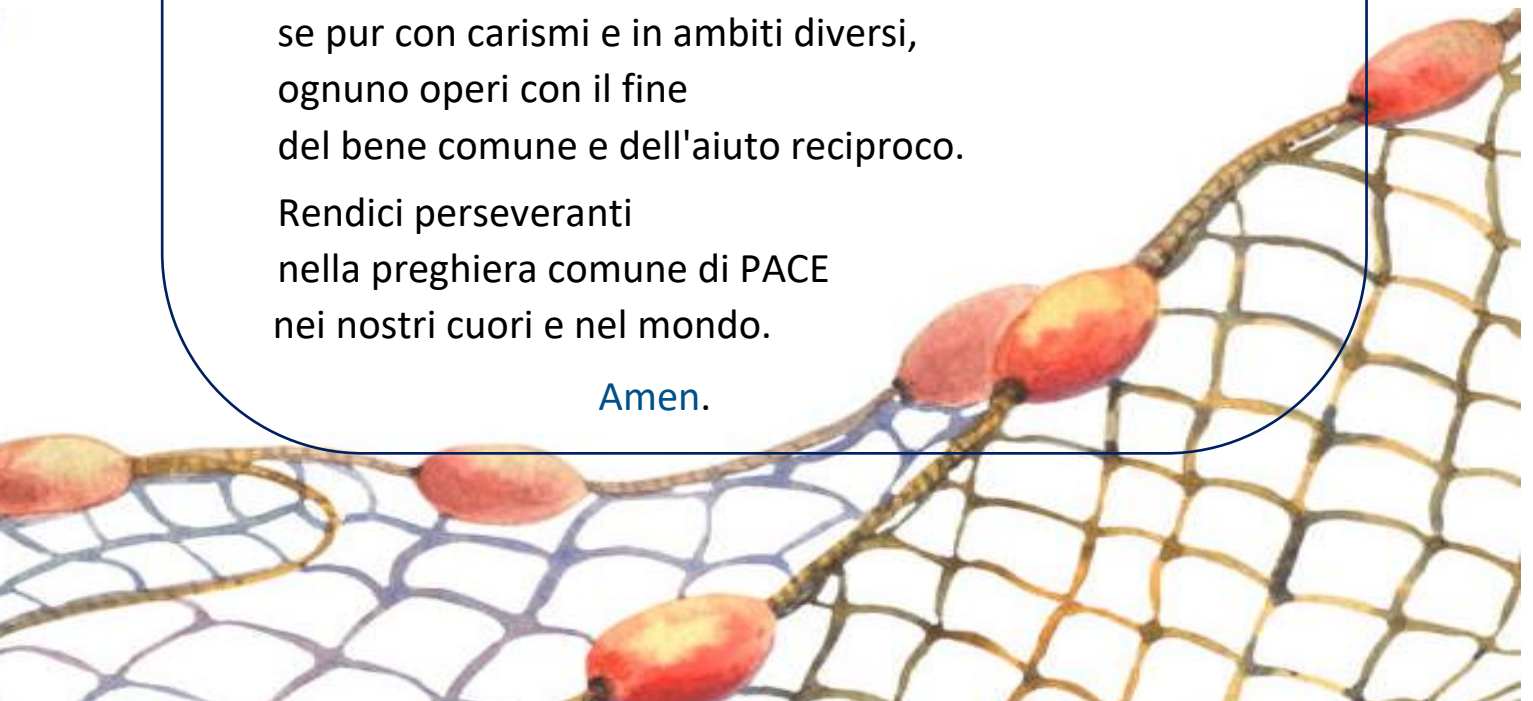 se pur con carismi e in ambiti diversi,
ognuno operi con il fine
del bene comune e dell'aiuto reciproco.
Rendici perseveranti
nella preghiera comune di PACE
nei nostri cuori e nel mondo.
Amen.